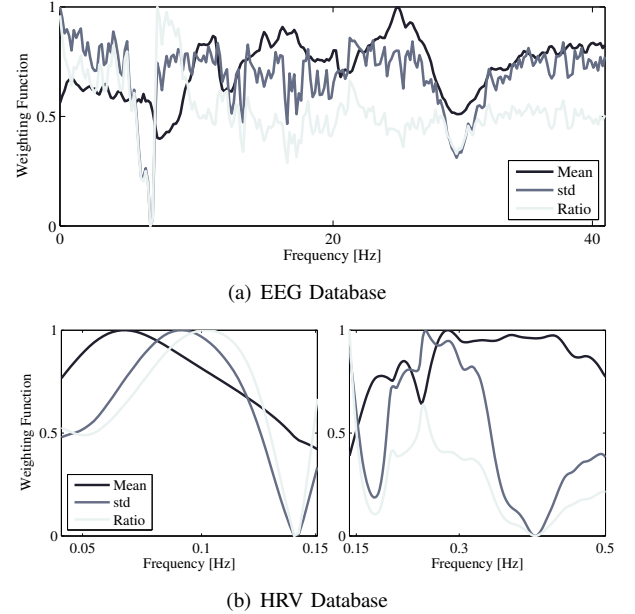 1
0.5
0
Weighting Function
Mean
std
Ratio
0
20
40
Frequency [Hz]
(a) EEG Database
1
0.5
0
Weighting Function
Mean
std
Ratio
0.05
0.1
0.15
Frequency [Hz]
1
0.5
0
0.15
0.3
0.5
Frequency [Hz]
(b) HRV Database